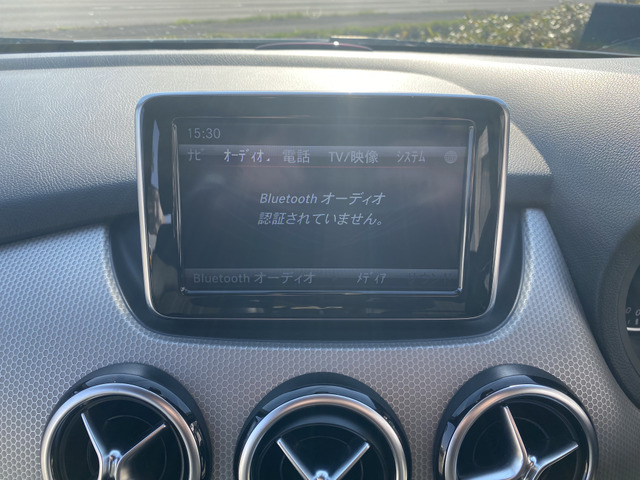 15:30
ナビ オーディオ. 電話 TV/映像 システム
Bluetooth オーディオ
認証されていません。
Bluetooth オーディオ メディア